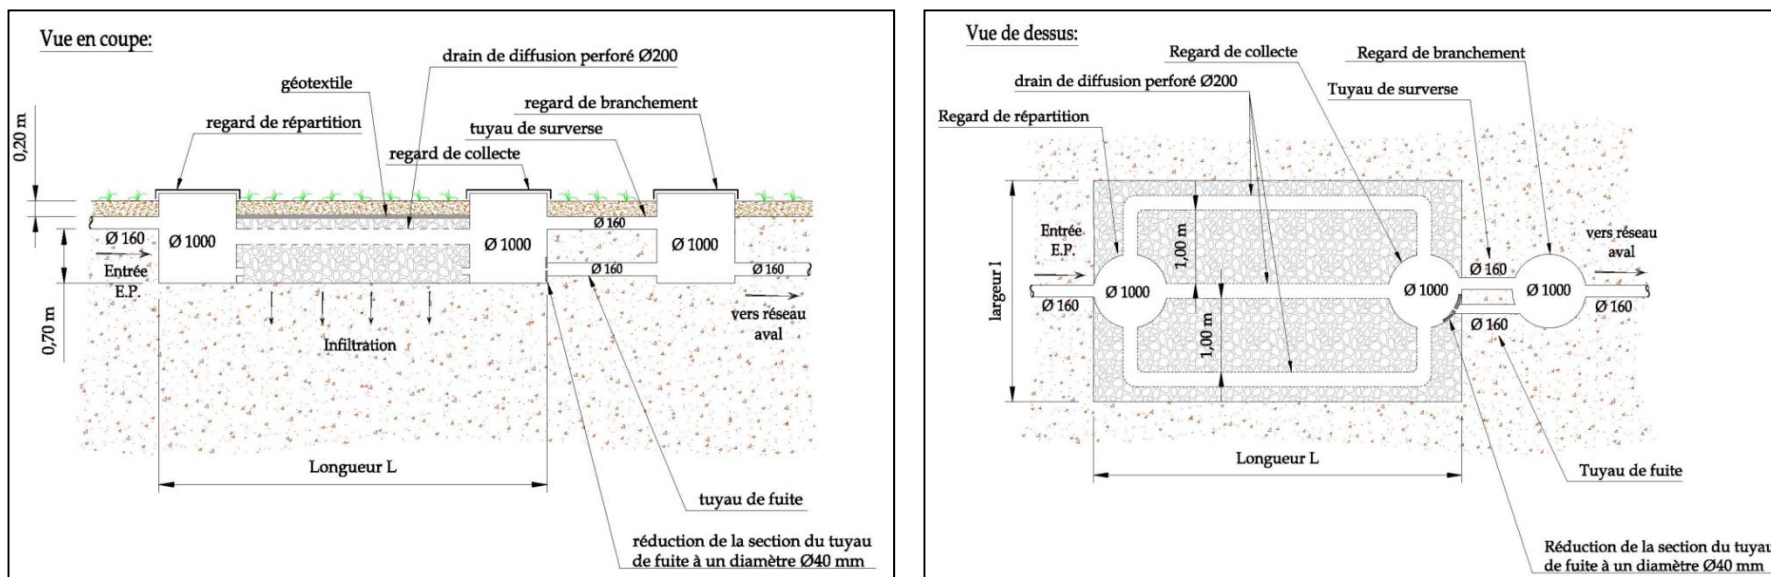 Vue en coupe:
drain de diffusion perforé Ø200
géotextile
regard de branchement
regard de répartition
tuyau de surverse
regard de collecte
0,20 m
Ø 160
Ø 160
Ø 1000
Ø 1000
Ø 1000
Entrée
E.P.
Ø 160
Ø 160
vers réseau
aval
0,70 m
Infiltration
Longueur L
tuyau de fuite
réduction de la section du tuyau
de fuite à un diamètre Ø40 mm
Vue de dessus:
Regard de collecte
Regard de branchement
drain de diffusion perforé Ø200
Tuyau de surverse
Regard de répartition
Entrée
E.P.
1,00 m
vers réseau
aval
Ø 160
largeur l
Ø 1000
Ø 1000
Ø 1000
Ø 160
Ø 160
Ø 160
1,00 m
Longueur L
Tuyau de fuite
Réduction de la section du tuyau
de fuite à un diamètre Ø40 mm